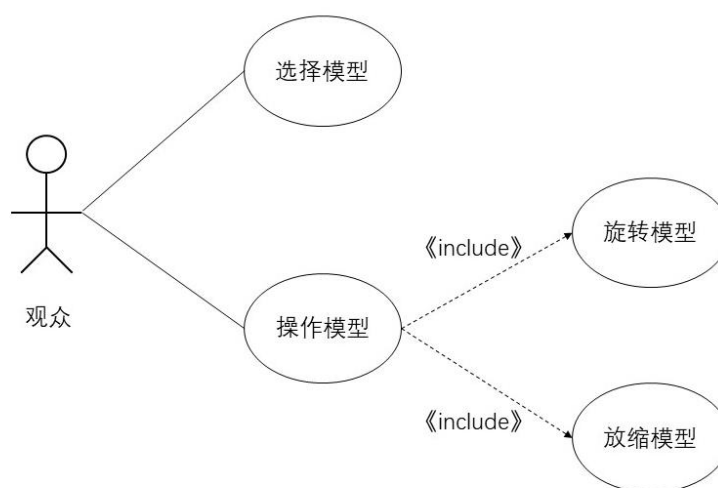 选择模型
旋转模型
《include》
观众
操作模型
《include》
放缩模型